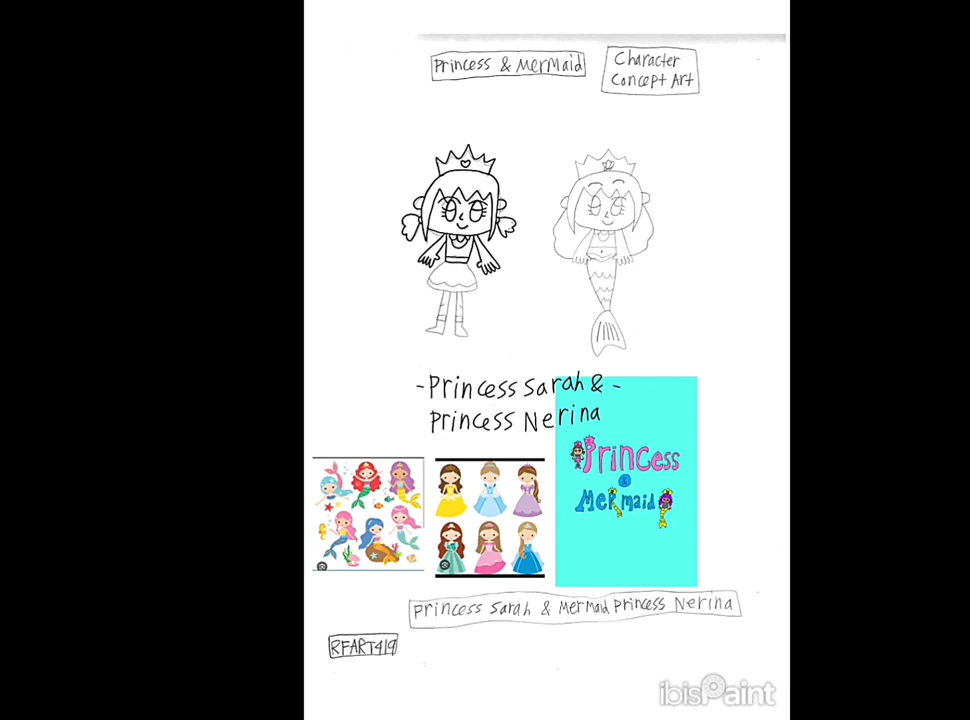 Princess & Mermaid
Character
Concept Art
-Princess Sarah & -
Princess Nerina
Princess
&
Mermaid
Princess Sarah & Mermaid Princess Nerina
RFART419
ibisPaint